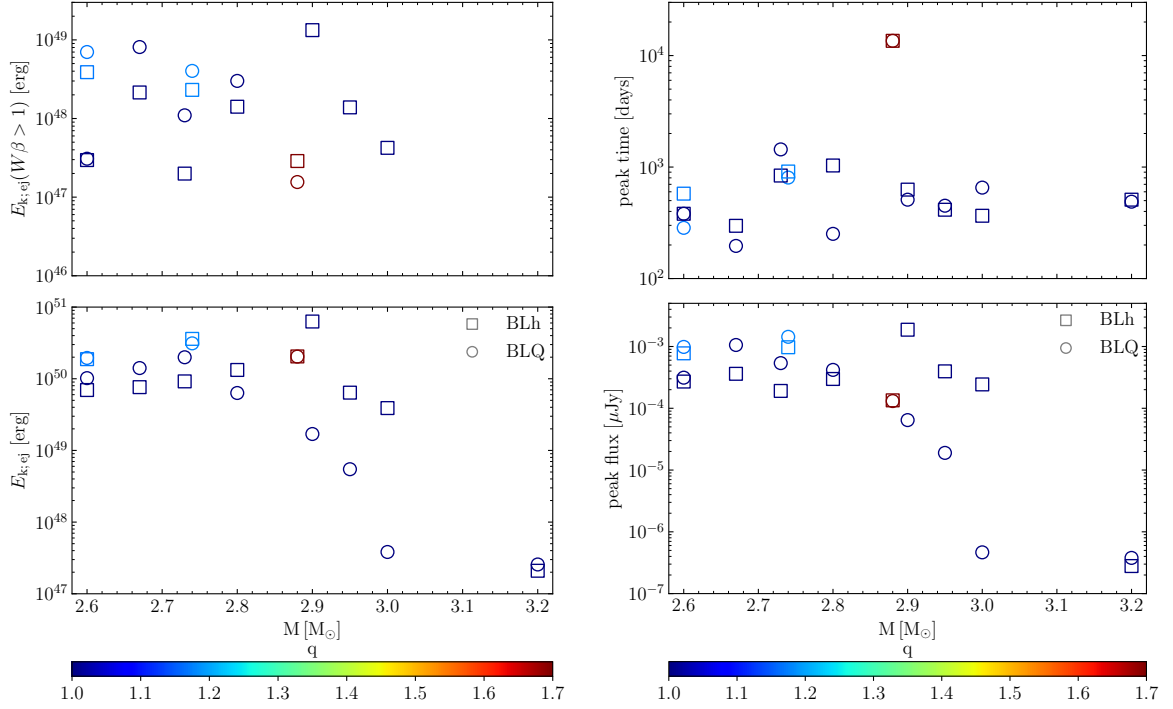 10^49
10^48
10^47
10^46
E_k;ej(Wβ > 1) [erg]
10^51
10^50
10^49
10^48
10^47
E_k;ej [erg]
BLh
BLQ
2.6 2.7 2.8 2.9 3.0 3.1 3.2
M [M_⊙]
q
1.0 1.1 1.2 1.3 1.4 1.5 1.6 1.7
10^4
10^3
10^2
peak time [days]
10^−3
10^−4
10^−5
10^−6
10^−7
peak flux [μJy]
BLh
BLQ
2.6 2.7 2.8 2.9 3.0 3.1 3.2
M [M_⊙]
q
1.0 1.1 1.2 1.3 1.4 1.5 1.6 1.7